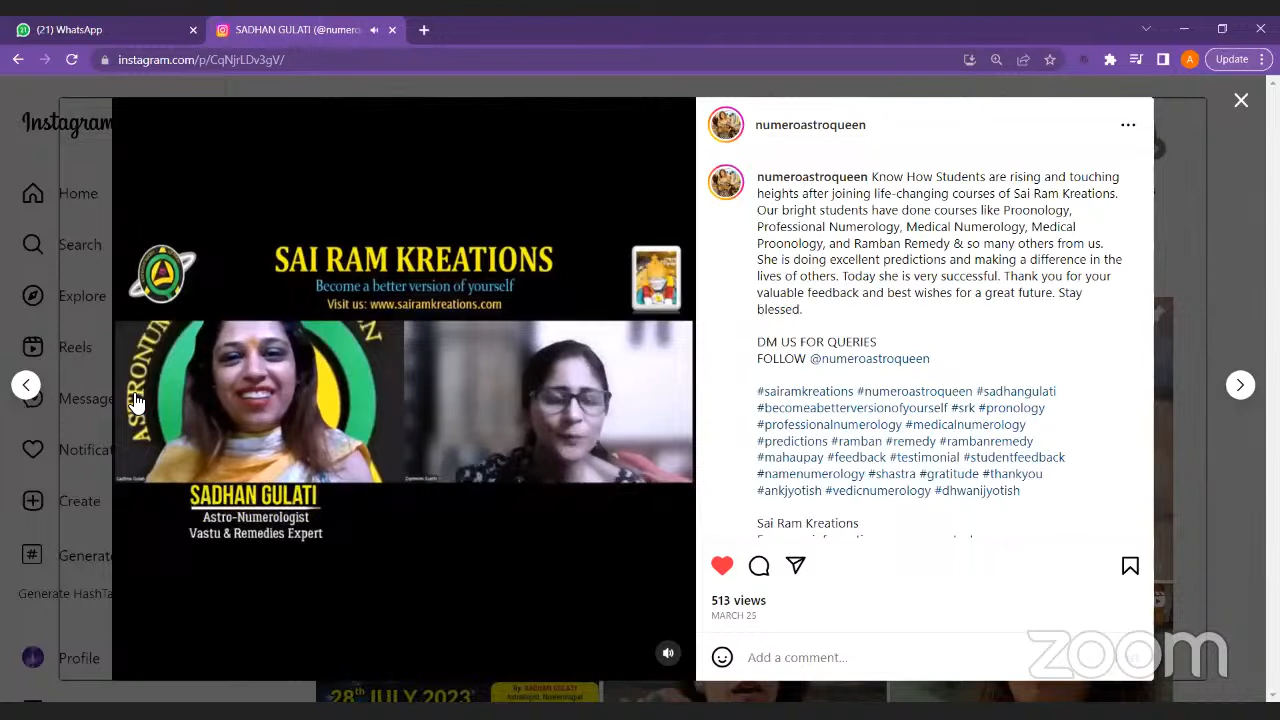 (21) WhatsApp
SADHAN GULATI (@numero
instagram.com/p/CqNjrLDv3gV/
A
Update
Instagram
Home
Search
Explore
Reels
Message
Notificat
Create
Generate
Generate HashTa
Profile
SAI RAM KREATIONS
Become a better version of yourself
Visit us: www.sairamkreations.com
ASTRONUM
SADHAN GULATI
Astro-Numerologist
Vastu & Remedies Expert
numeroastroqueen
numeroastroqueen Know How Students are rising and touching
heights after joining life-changing courses of Sai Ram Kreations.
Our bright students have done courses like Proonology,
Professional Numerology, Medical Numerology, Medical
Proonology, and Ramban Remedy & so many others from us.
She is doing excellent predictions and making a difference in the
lives of others. Today she is very successful. Thank you for your
valuable feedback and best wishes for a great future. Stay
blessed.
DM US FOR QUERIES
FOLLOW @numeroastroqueen
#sairamkreations #numeroastroqueen #sadhangulati
#becomeabetterversionofyourself #srk #pronology
#professionalnumerology #medicalnumerology
#predictions #ramban #remedy #rambanremedy
#mahaupay #feedback #testimonial #studentfeedback
#namenumerology #shastra #gratitude #thankyou
#ankjyotish #vedicnumerology #dhwanijyotish
Sai Ram Kreations
513 views
MARCH 25
Add a comment...
zoom
28th JULY 2023
By: SADHAN GULATI